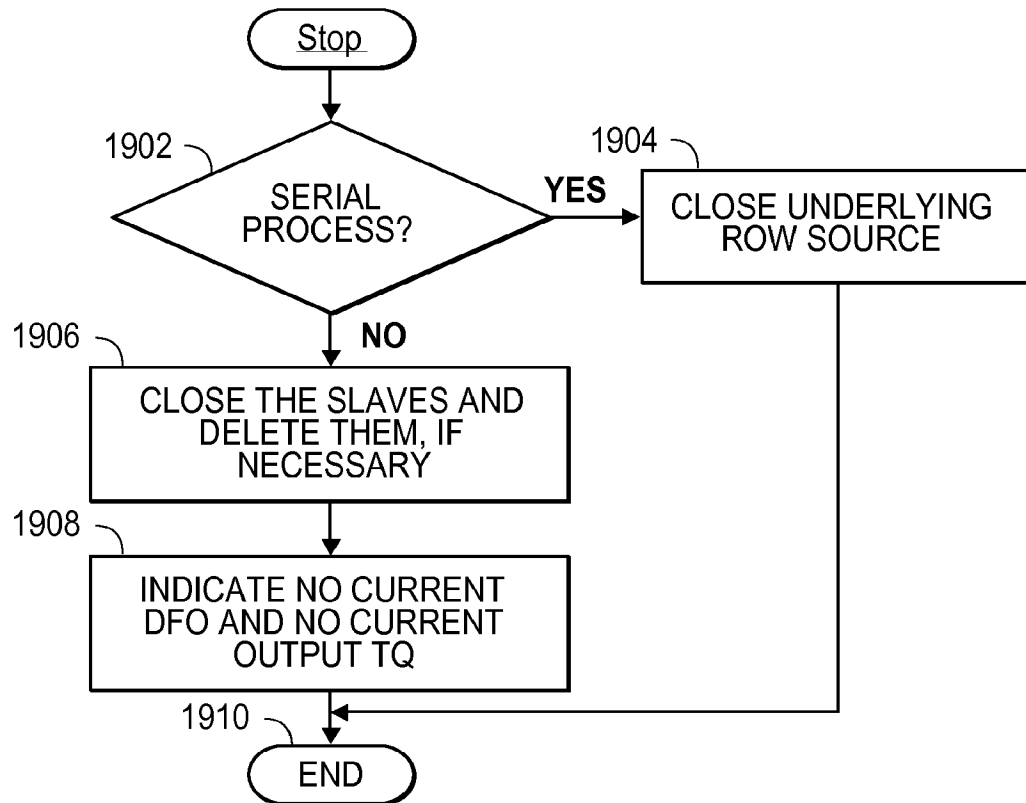 Stop
1902
SERIAL
PROCESS?
YES
1904
CLOSE UNDERLYING
ROW SOURCE
NO
1906
CLOSE THE SLAVES AND
DELETE THEM, IF
NECESSARY
1908
INDICATE NO CURRENT
DFO AND NO CURRENT
OUTPUT TQ
1910
END